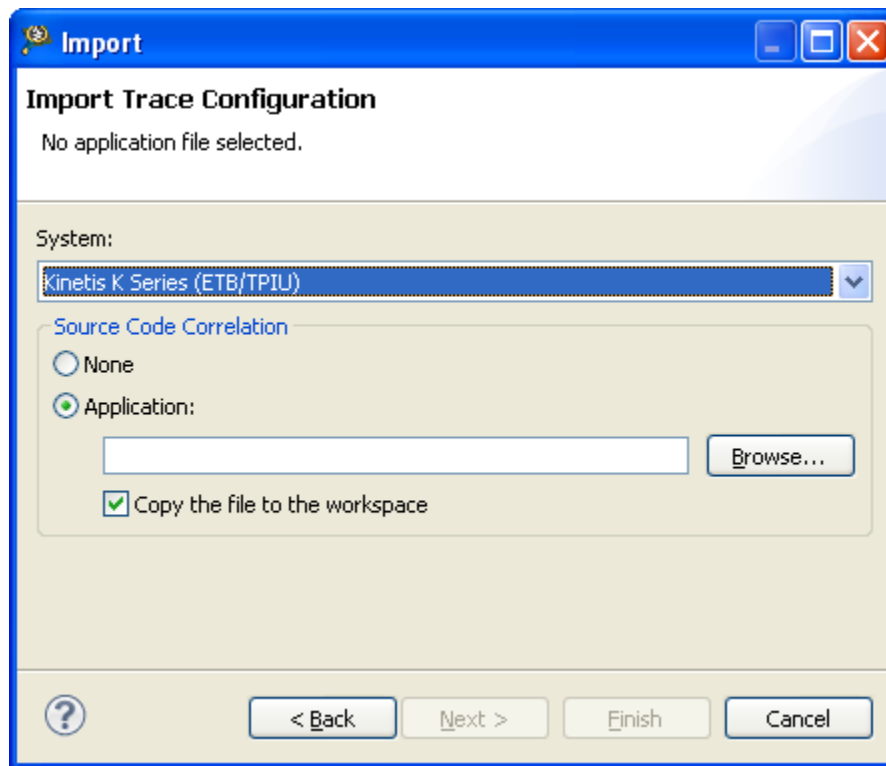 Import
Import Trace Configuration
No application file selected.
System:
Kinetis K Series (ETB/TPIU)
Source Code Correlation
None
Application:
Browse...
Copy the file to the workspace
?
< Back
Next >
Finish
Cancel